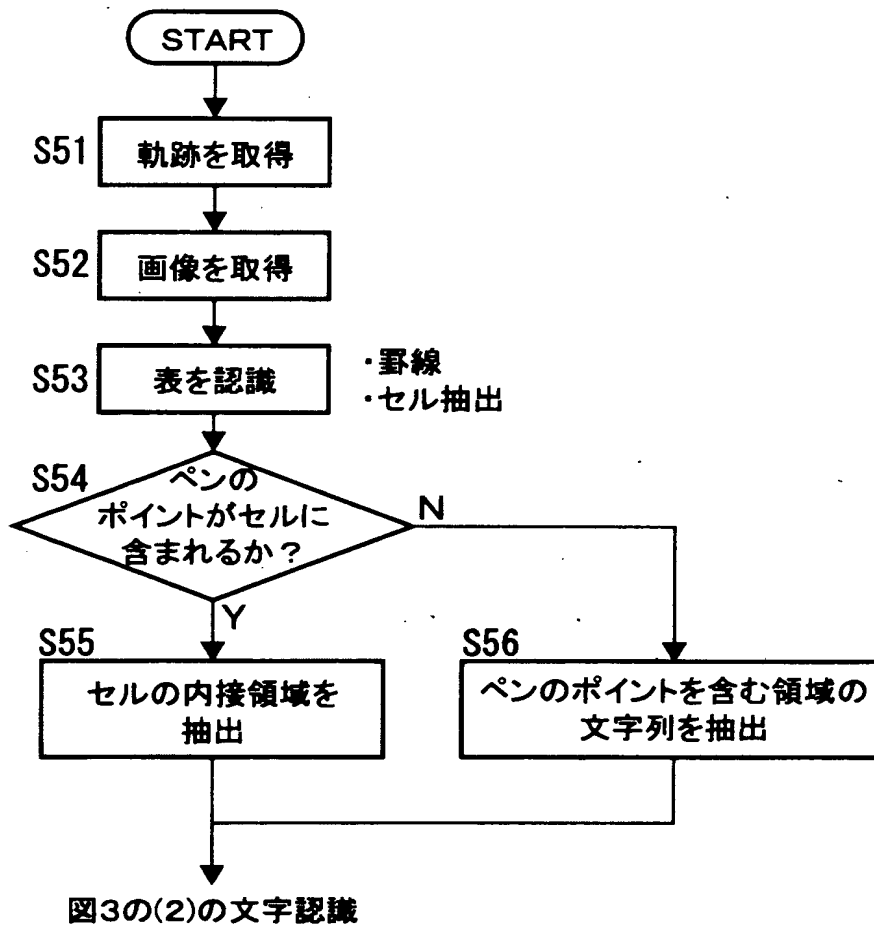 START
S51
軌跡を取得
S52
画像を取得
S53
表を認識
・罫線
・セル抽出
S54
ペンの
ポイントがセルに
含まれるか？
N
Y
S55
セルの内接領域を
抽出
S56
ペンのポイントを含む領域の
文字列を抽出
図3の(2)の文字認識